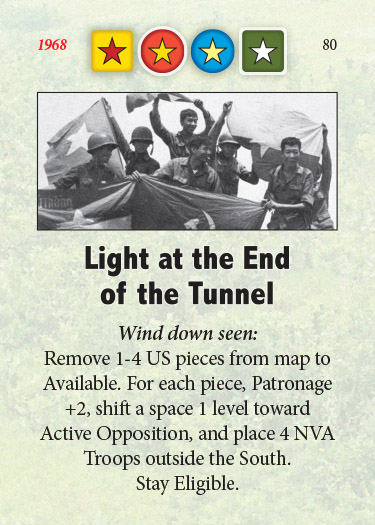 1968 80
Light at the End
of the Tunnel
Wind down seen:
Remove 1-4 US pieces from map to
Available. For each piece, Patronage
+2, shift a space 1 level toward
Active Opposition, and place 4 NVA
Troops outside the South.
Stay Eligible.